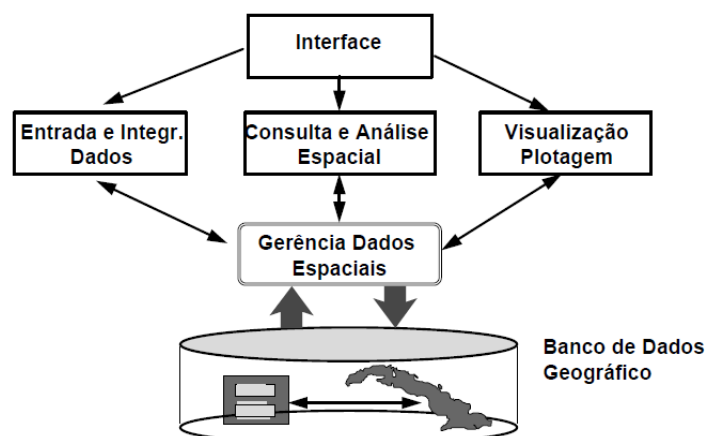 Interface
Entrada e Integr.
Dados
Consulta e Análise
Espacial
Visualização
Plotagem
Gerência Dados
Espaciais
Banco de Dados
Geográfico